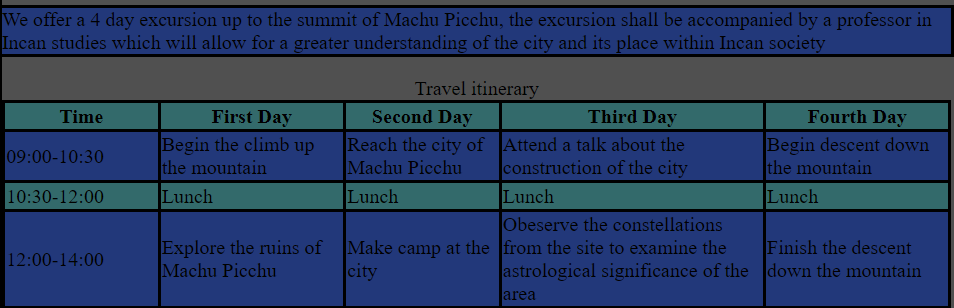 We offer a 4 day excursion up to the summit of Machu Picchu, the excursion shall be accompanied by a professor in
Incan studies which will allow for a greater understanding of the city and its place within Incan society
Travel itinerary
Time First Day Second Day Third Day Fourth Day
09:00-10:30
Begin the climb up
the mountain
Reach the city of
Machu Picchu
Attend a talk about the
construction of the city
Begin descent down
the mountain
10:30-12:00 Lunch Lunch Lunch Lunch
12:00-14:00
Explore the ruins of
Machu Picchu
Make camp at the
city
Obeserve the constellations
from the site to examine the
astrological significance of the
area
Finish the descent
down the mountain